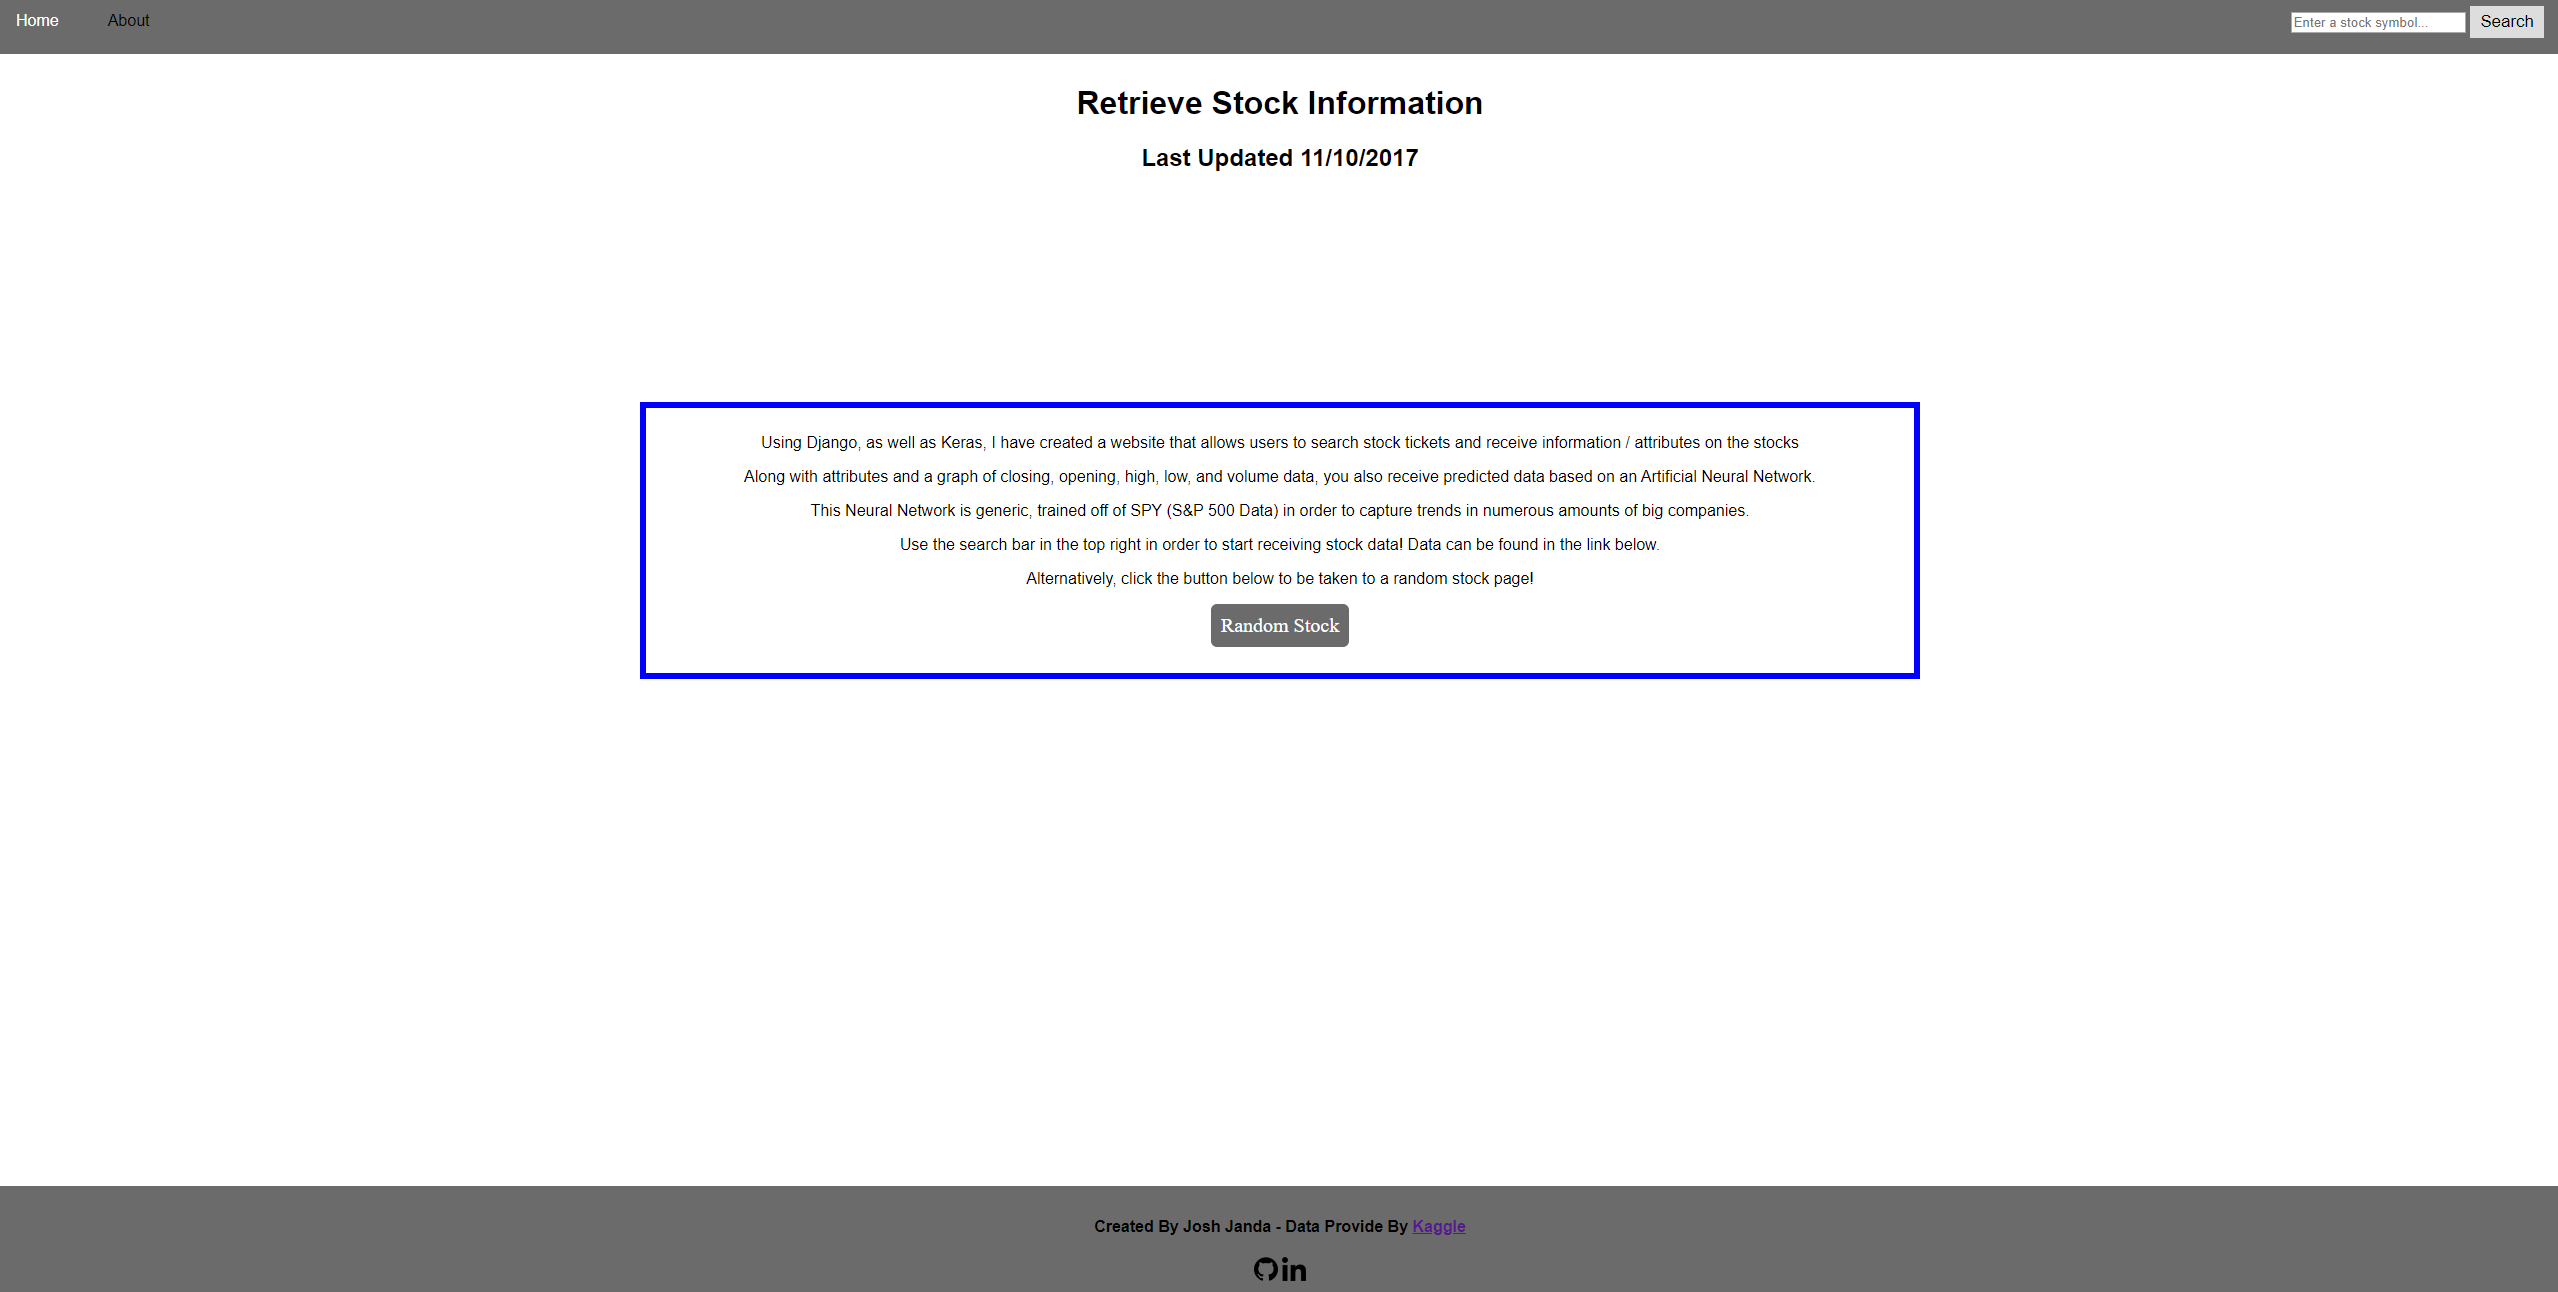 Home About Enter a stock symbol... Search
Retrieve Stock Information
Last Updated 11/10/2017
Using Django, as well as Keras, I have created a website that allows users to search stock tickets and receive information / attributes on the stocks
Along with attributes and a graph of closing, opening, high, low, and volume data, you also receive predicted data based on an Artificial Neural Network.
This Neural Network is generic, trained off of SPY (S&P 500 Data) in order to capture trends in numerous amounts of big companies.
Use the search bar in the top right in order to start receiving stock data! Data can be found in the link below.
Alternatively, click the button below to be taken to a random stock page!
Random Stock
Created By Josh Janda - Data Provide By Kaggle